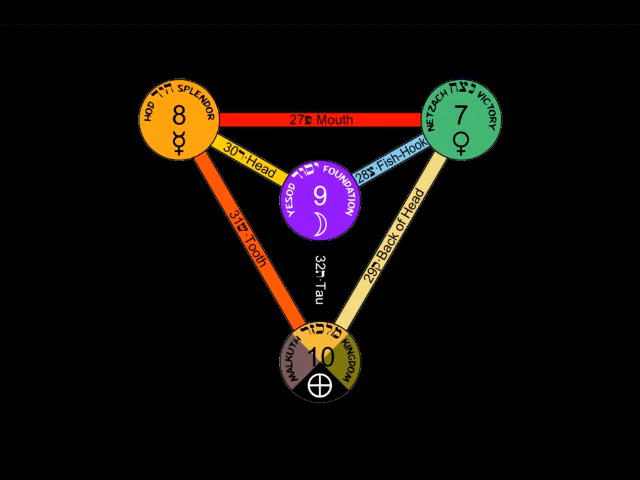 HOD הוד SPLENDOR
8
☿
NETZACH נצח VICTORY
7
♀
27פ·Mouth
30ר·Head
28צ·Fish-Hook
YESOD יסוד FOUNDATION
9
☽
31ש·Tooth
32ת·Tau
29ק·Back of Head
MALKUTH מלכות KINGDOM
10